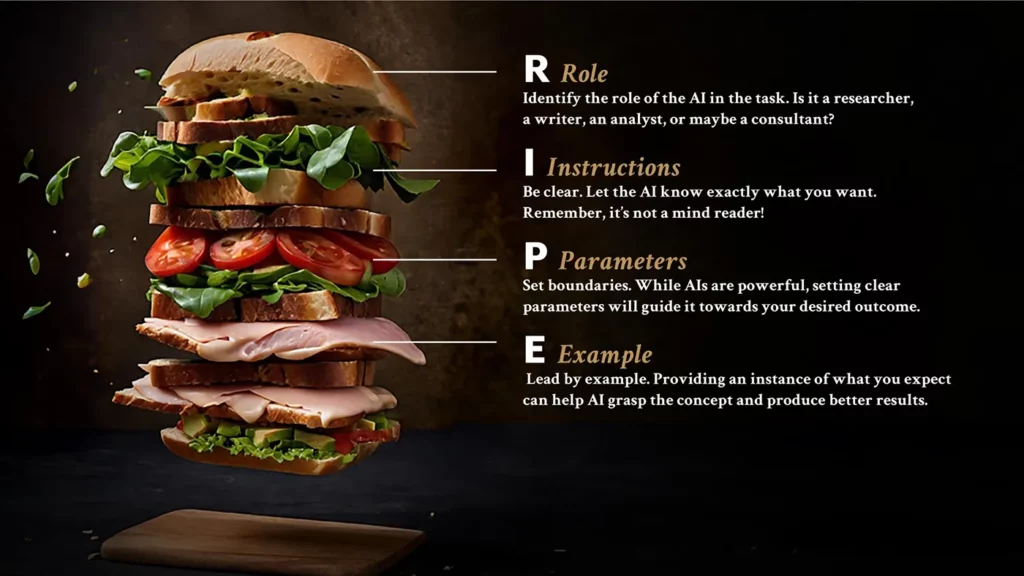 R Role
Identify the role of the AI in the task. Is it a researcher,
a writer, an analyst, or maybe a consultant?
I Instructions
Be clear. Let the AI know exactly what you want.
Remember, it's not a mind reader!
P Parameters
Set boundaries. While AIs are powerful, setting clear
parameters will guide it towards your desired outcome.
E Example
Lead by example. Providing an instance of what you expect
can help AI grasp the concept and produce better results.